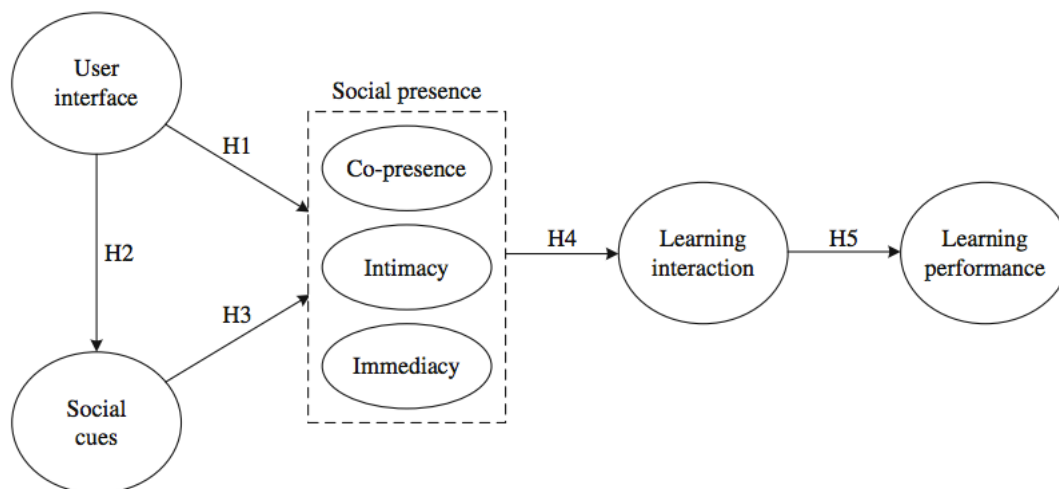 User
interface
Social presence
H1
Co-presence
H2
Intimacy
H4
Learning
interaction
H5
Learning
performance
H3
Immediacy
Social
cues